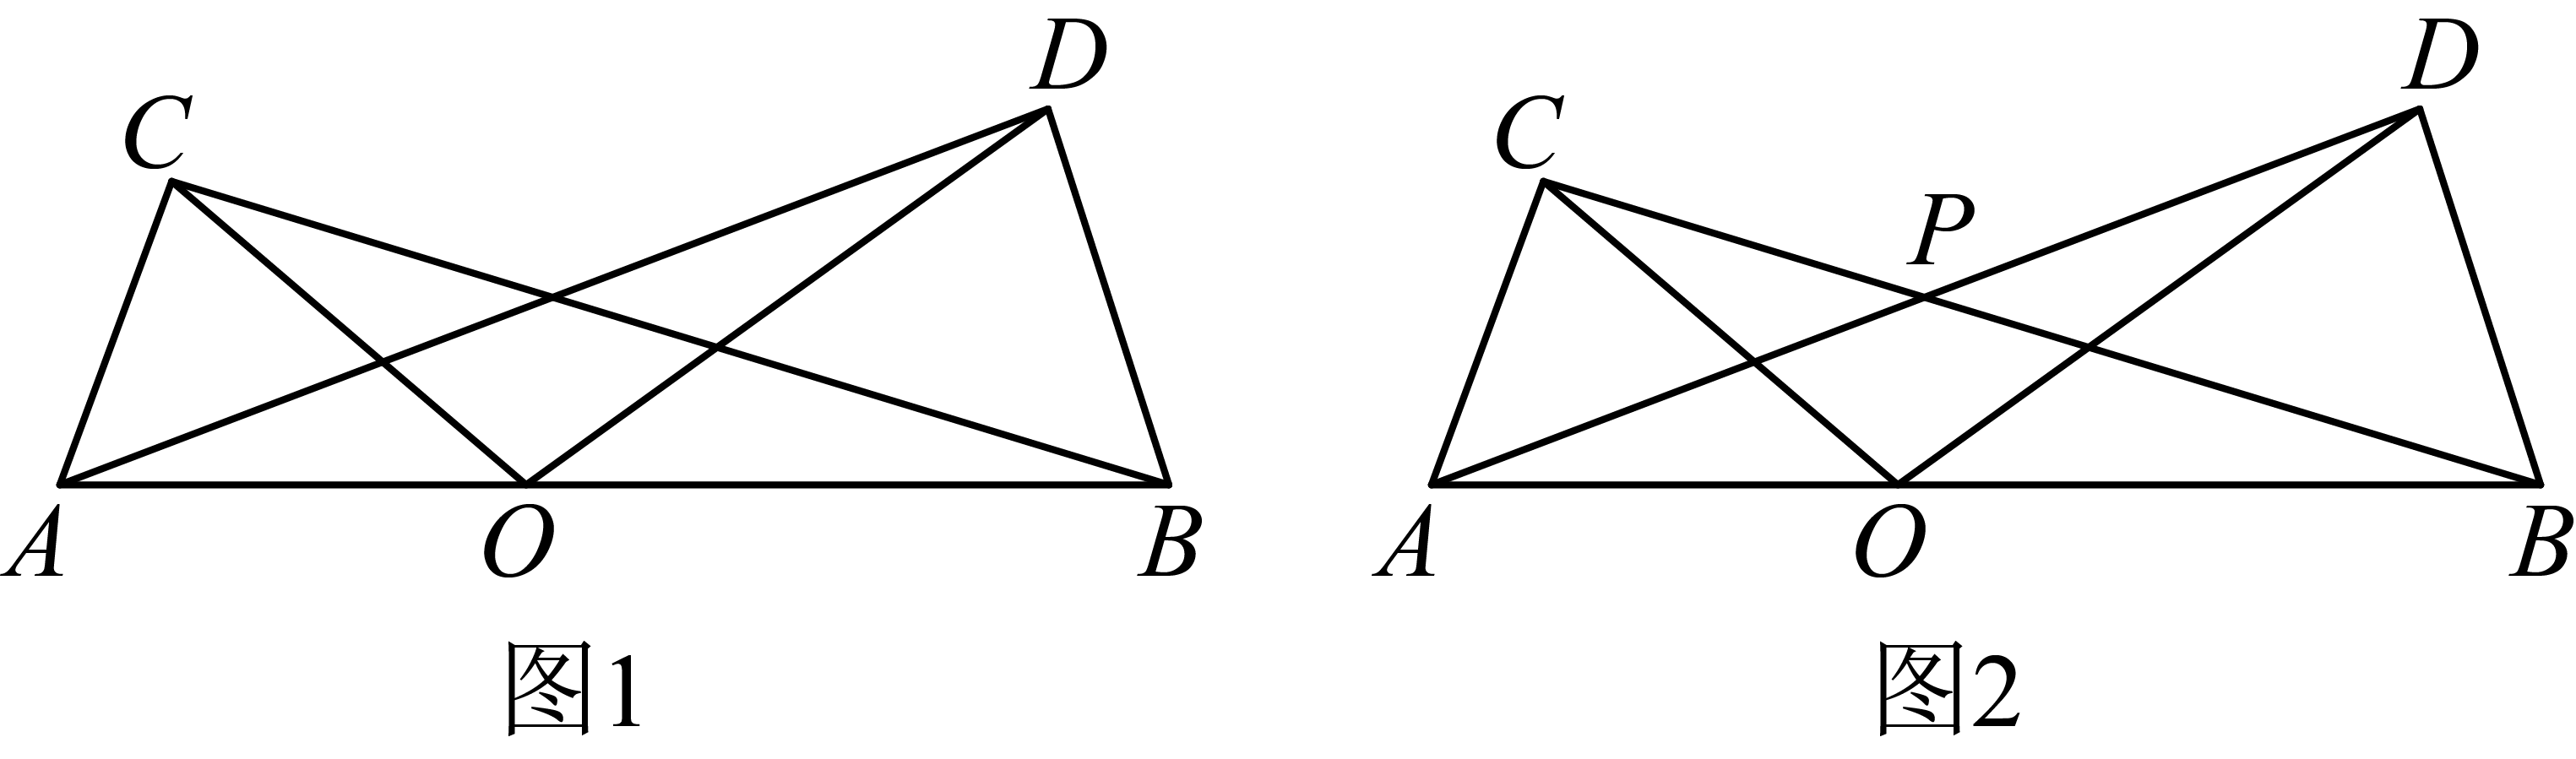 D D
C C
P
A O B A O B
图1 图2